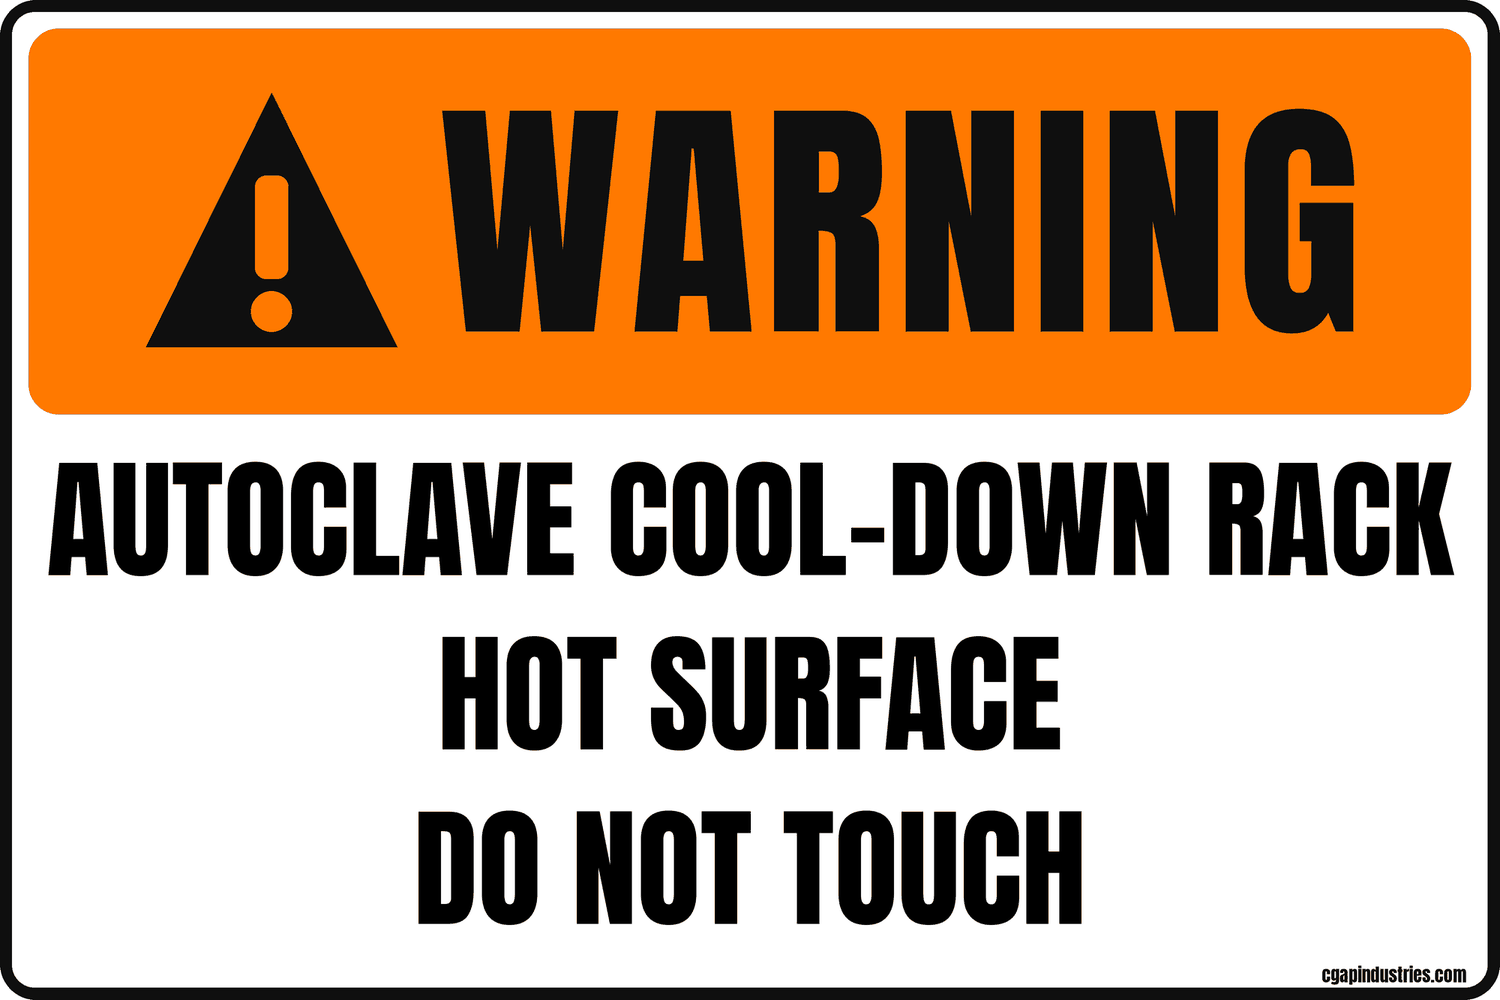 WARNING
AUTOCLAVE COOL-DOWN RACK
HOT SURFACE
DO NOT TOUCH
cgapindustries.com